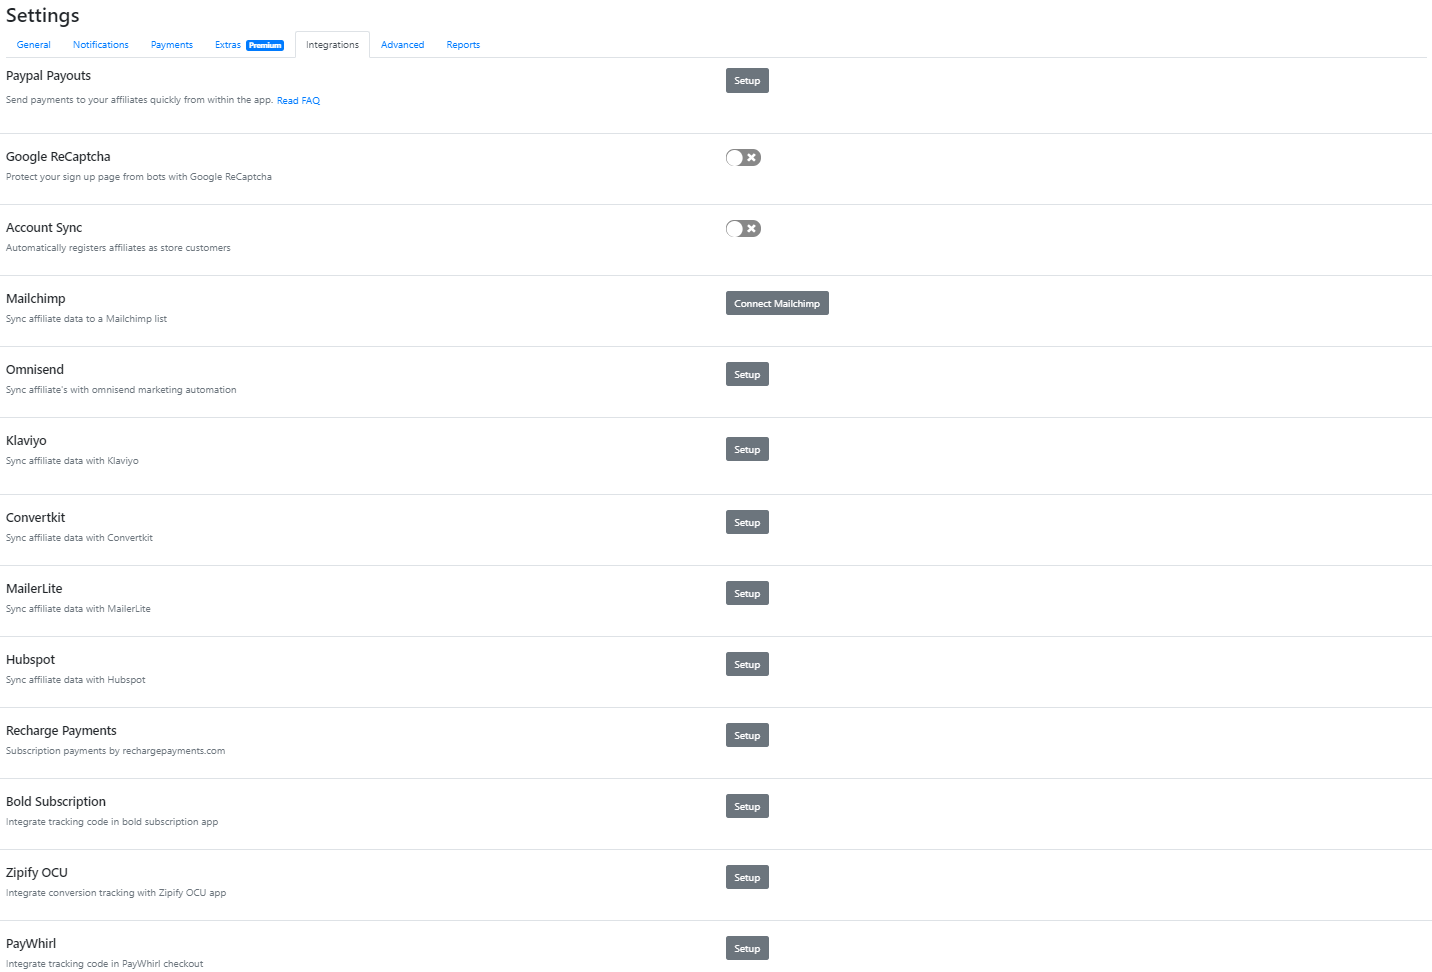 Settings
General Notifications Payments Extras Premium Integrations Advanced Reports
Paypal Payouts
Setup
Send payments to your affiliates quickly from within the app. Read FAQ
Google ReCaptcha
Protect your sign up page from bots with Google ReCaptcha
Account Sync
Automatically registers affiliates as store customers
Mailchimp
Connect Mailchimp
Sync affiliate data to a Mailchimp list
Omnisend
Setup
Sync affiliate's with omnisend marketing automation
Klaviyo
Setup
Sync affiliate data with Klaviyo
Convertkit
Setup
Sync affiliate data with Convertkit
MailerLite
Setup
Sync affiliate data with MailerLite
Hubspot
Setup
Sync affiliate data with Hubspot
Recharge Payments
Setup
Subscription payments by rechargepayments.com
Bold Subscription
Setup
Integrate tracking code in bold subscription app
Zipify OCU
Setup
Integrate conversion tracking with Zipify OCU app
PayWhirl
Setup
Integrate tracking code in PayWhirl checkout